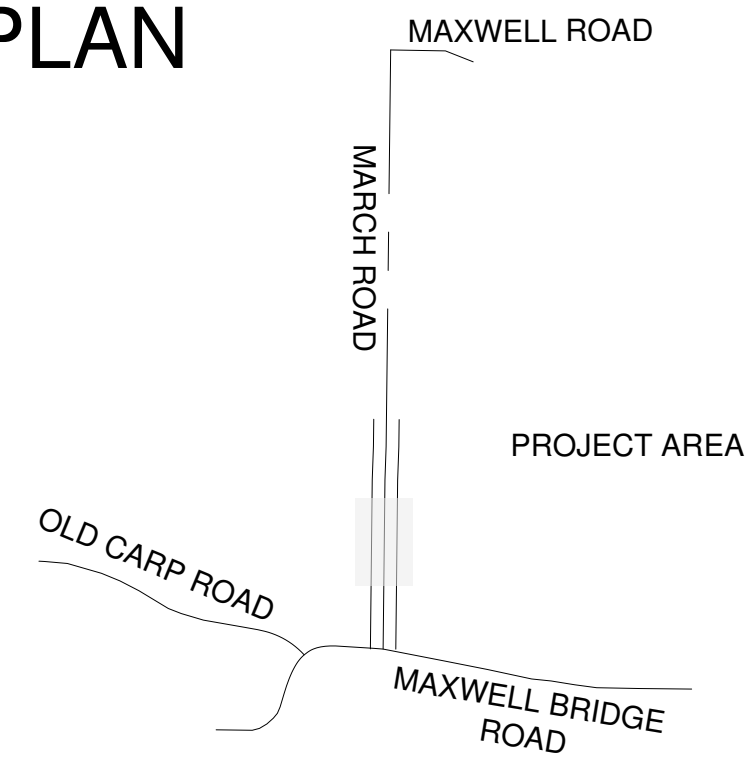 PLAN
MAXWELL ROAD
MARCH ROAD
PROJECT AREA
OLD CARP ROAD
MAXWELL BRIDGE
ROAD